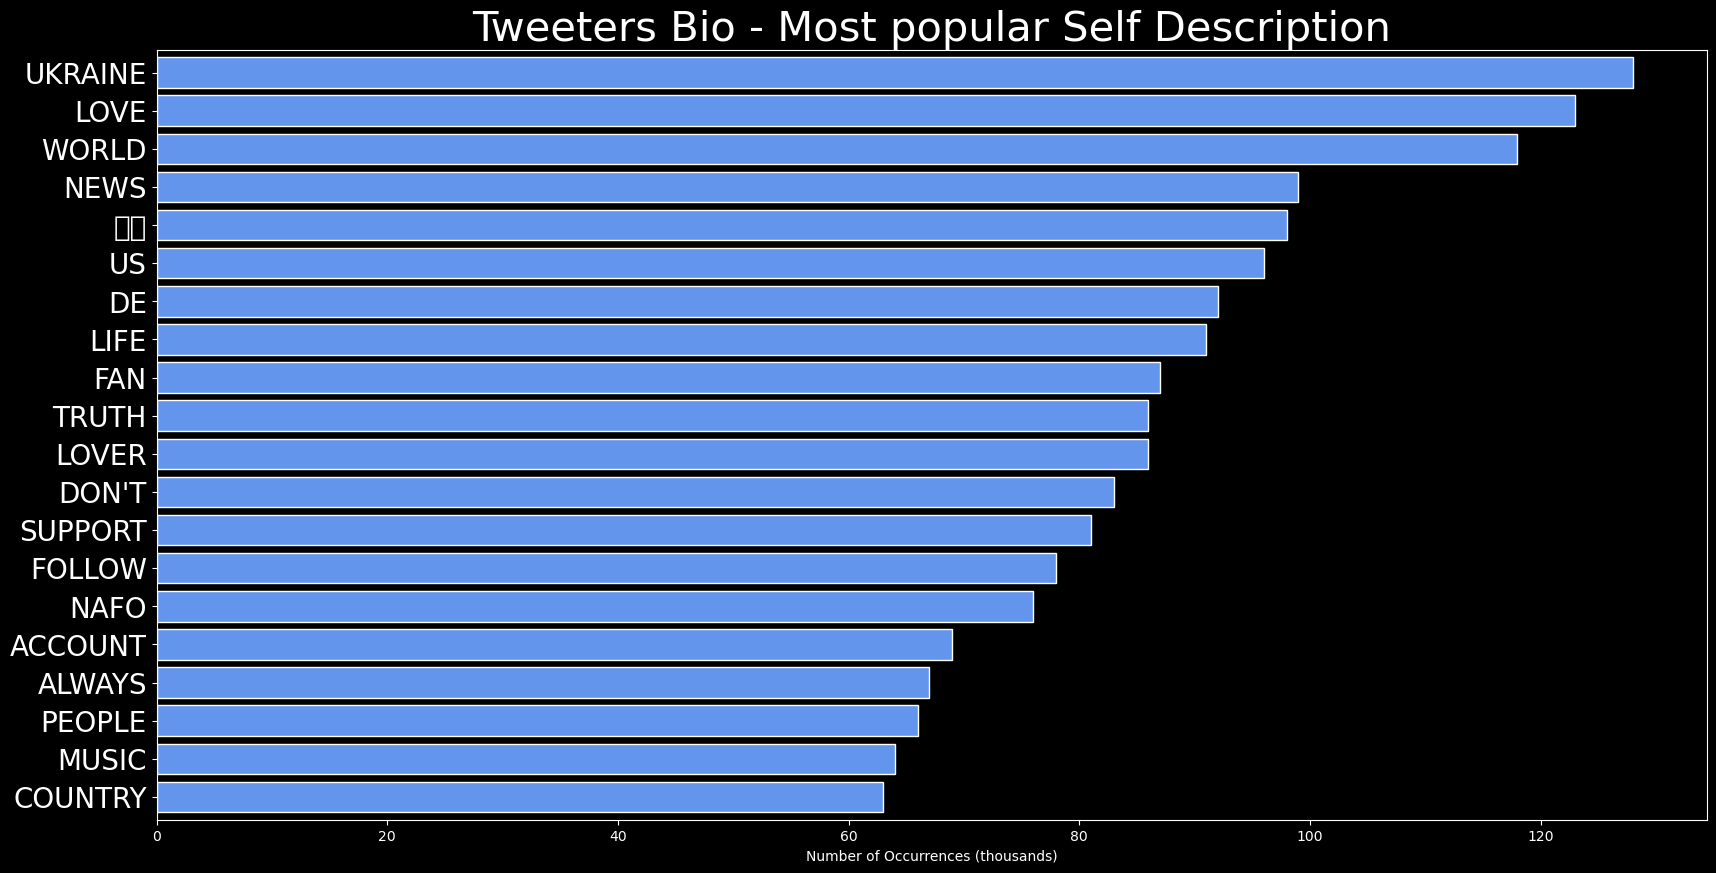 Tweeters Bio - Most popular Self Description
UKRAINE
LOVE
WORLD
NEWS
US
DE
LIFE
FAN
TRUTH
LOVER
DON'T
SUPPORT
FOLLOW
NAFO
ACCOUNT
ALWAYS
PEOPLE
MUSIC
COUNTRY
0 20 40 60 80 100 120
Number of Occurrences (thousands)